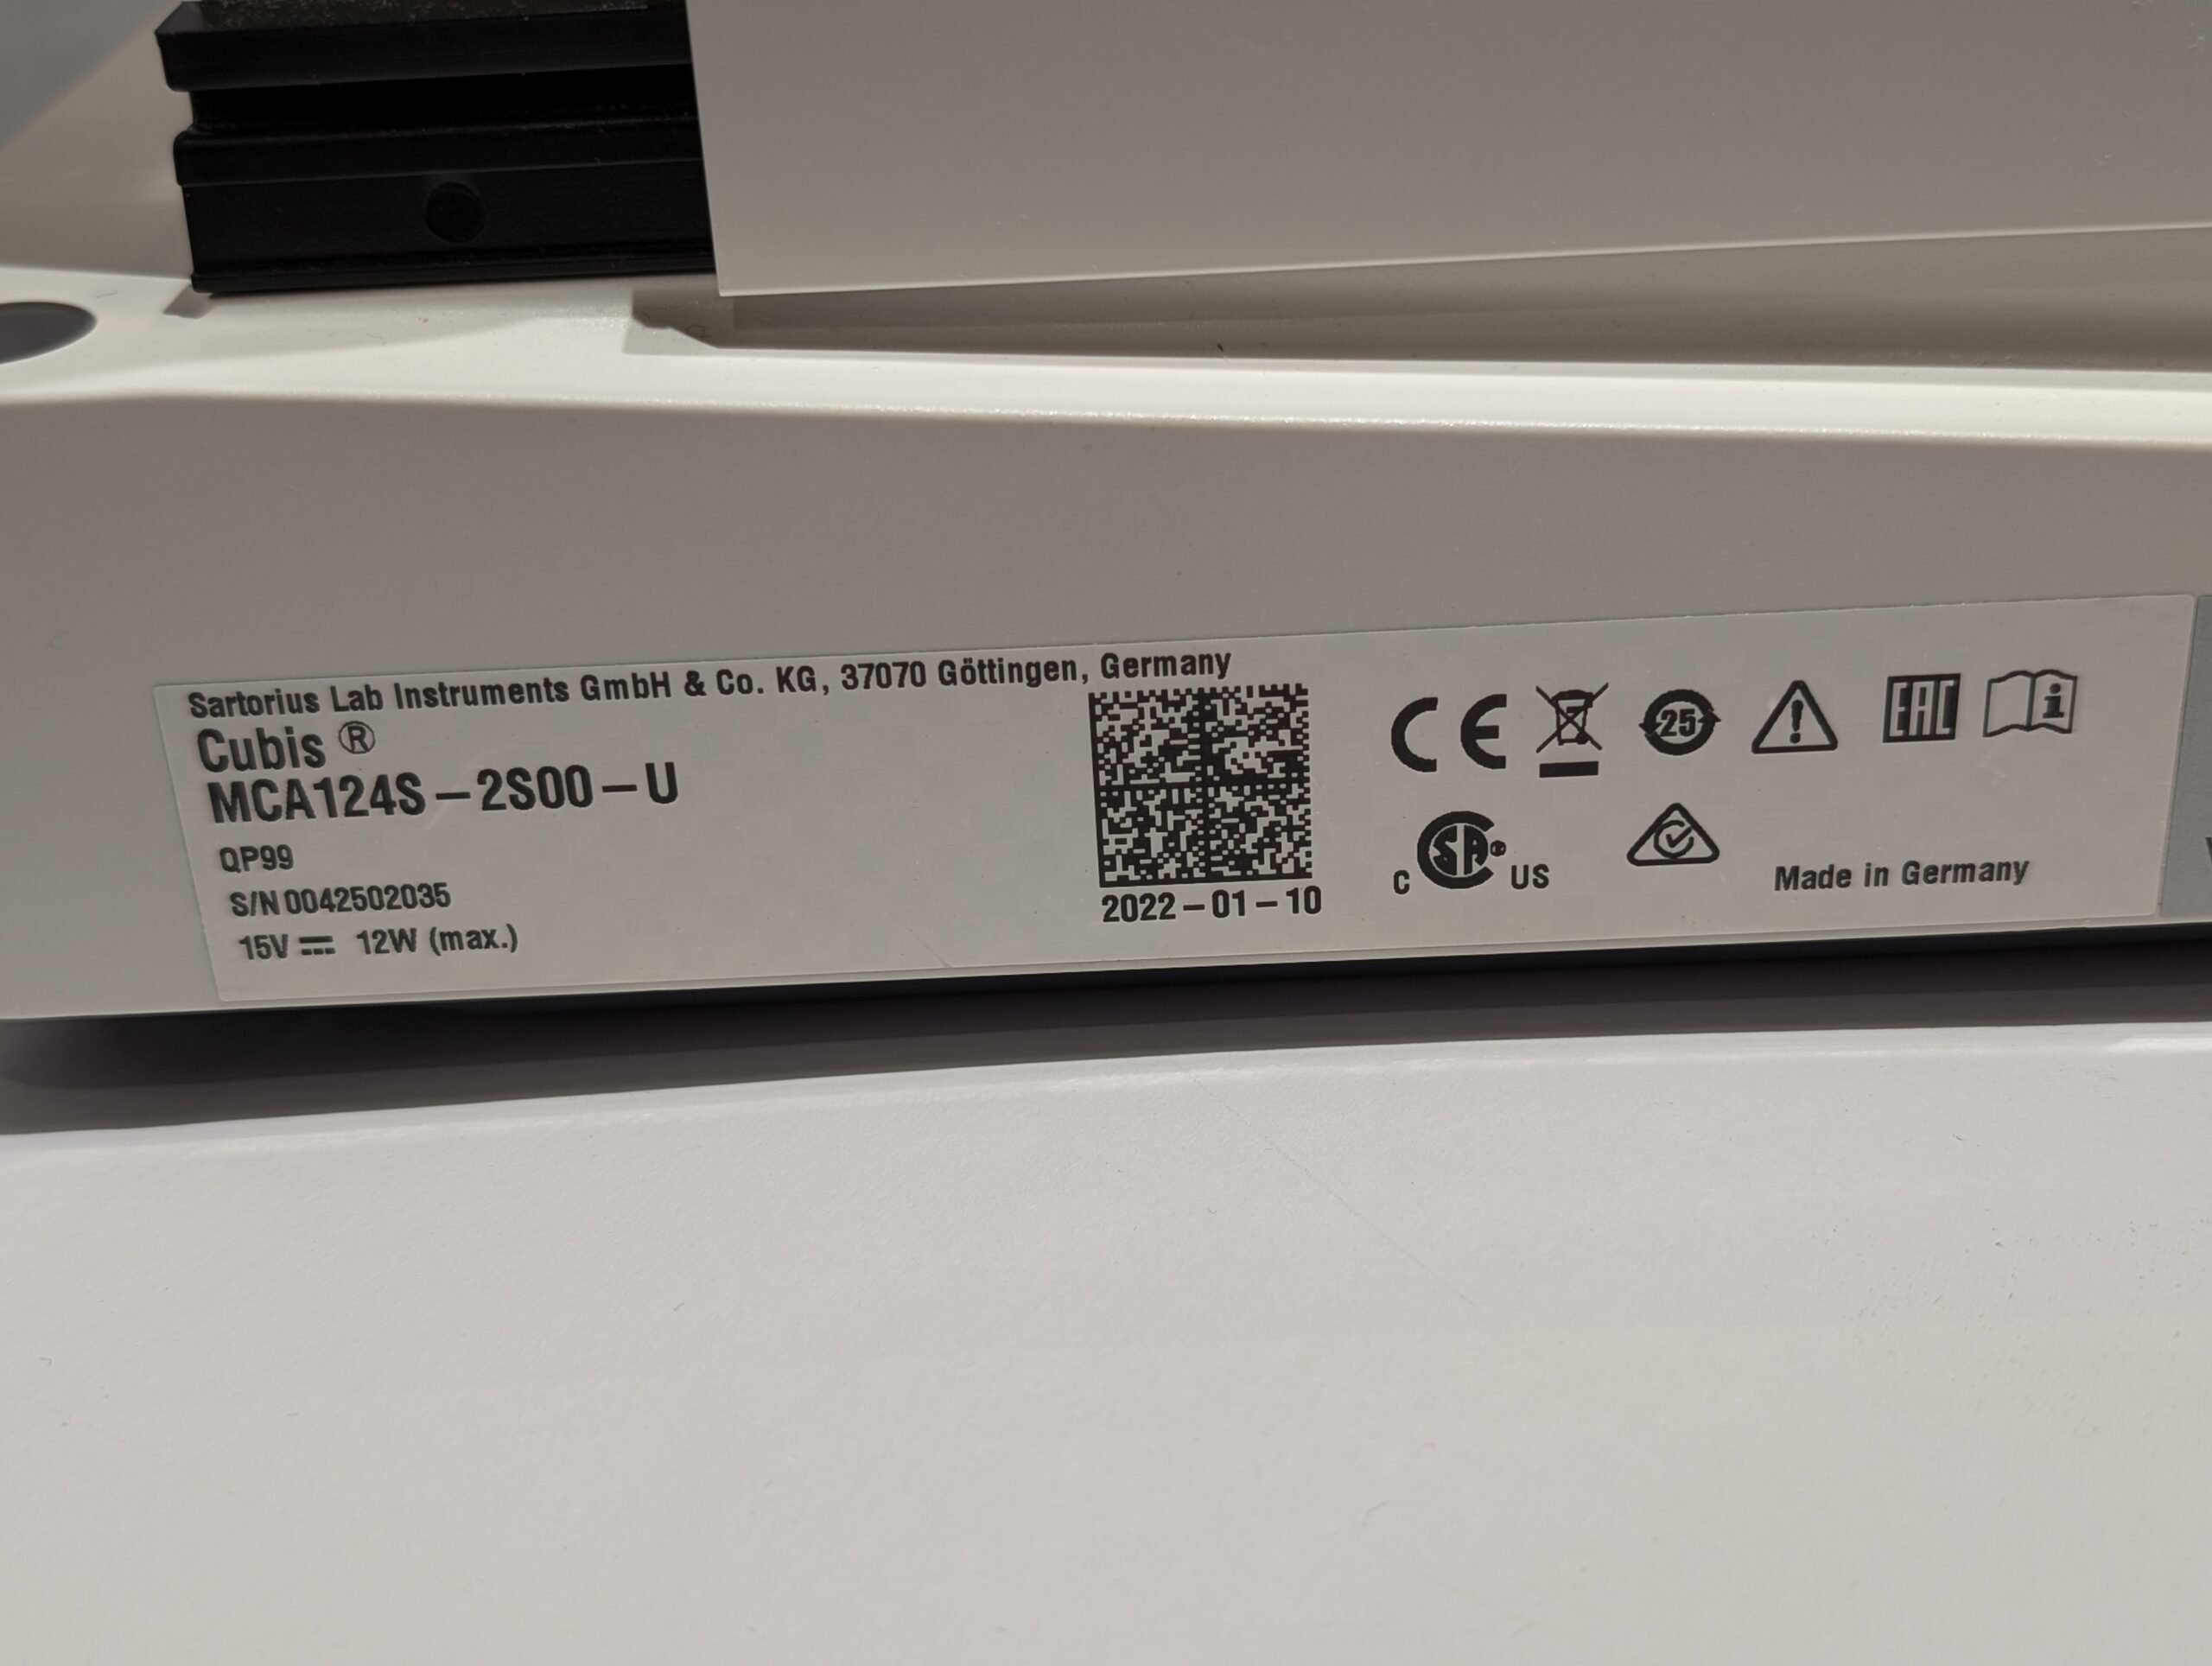 Sartorius Lab Instruments GmbH & Co. KG, 37070 Göttingen, Germany
Cubis ®
MCA124S-2S00-U
QP99
S/N 0042502035
15V ⎓ 12W (max.)
2022-01-10
CE
25
EAC
i
C SA® US
Made in Germany